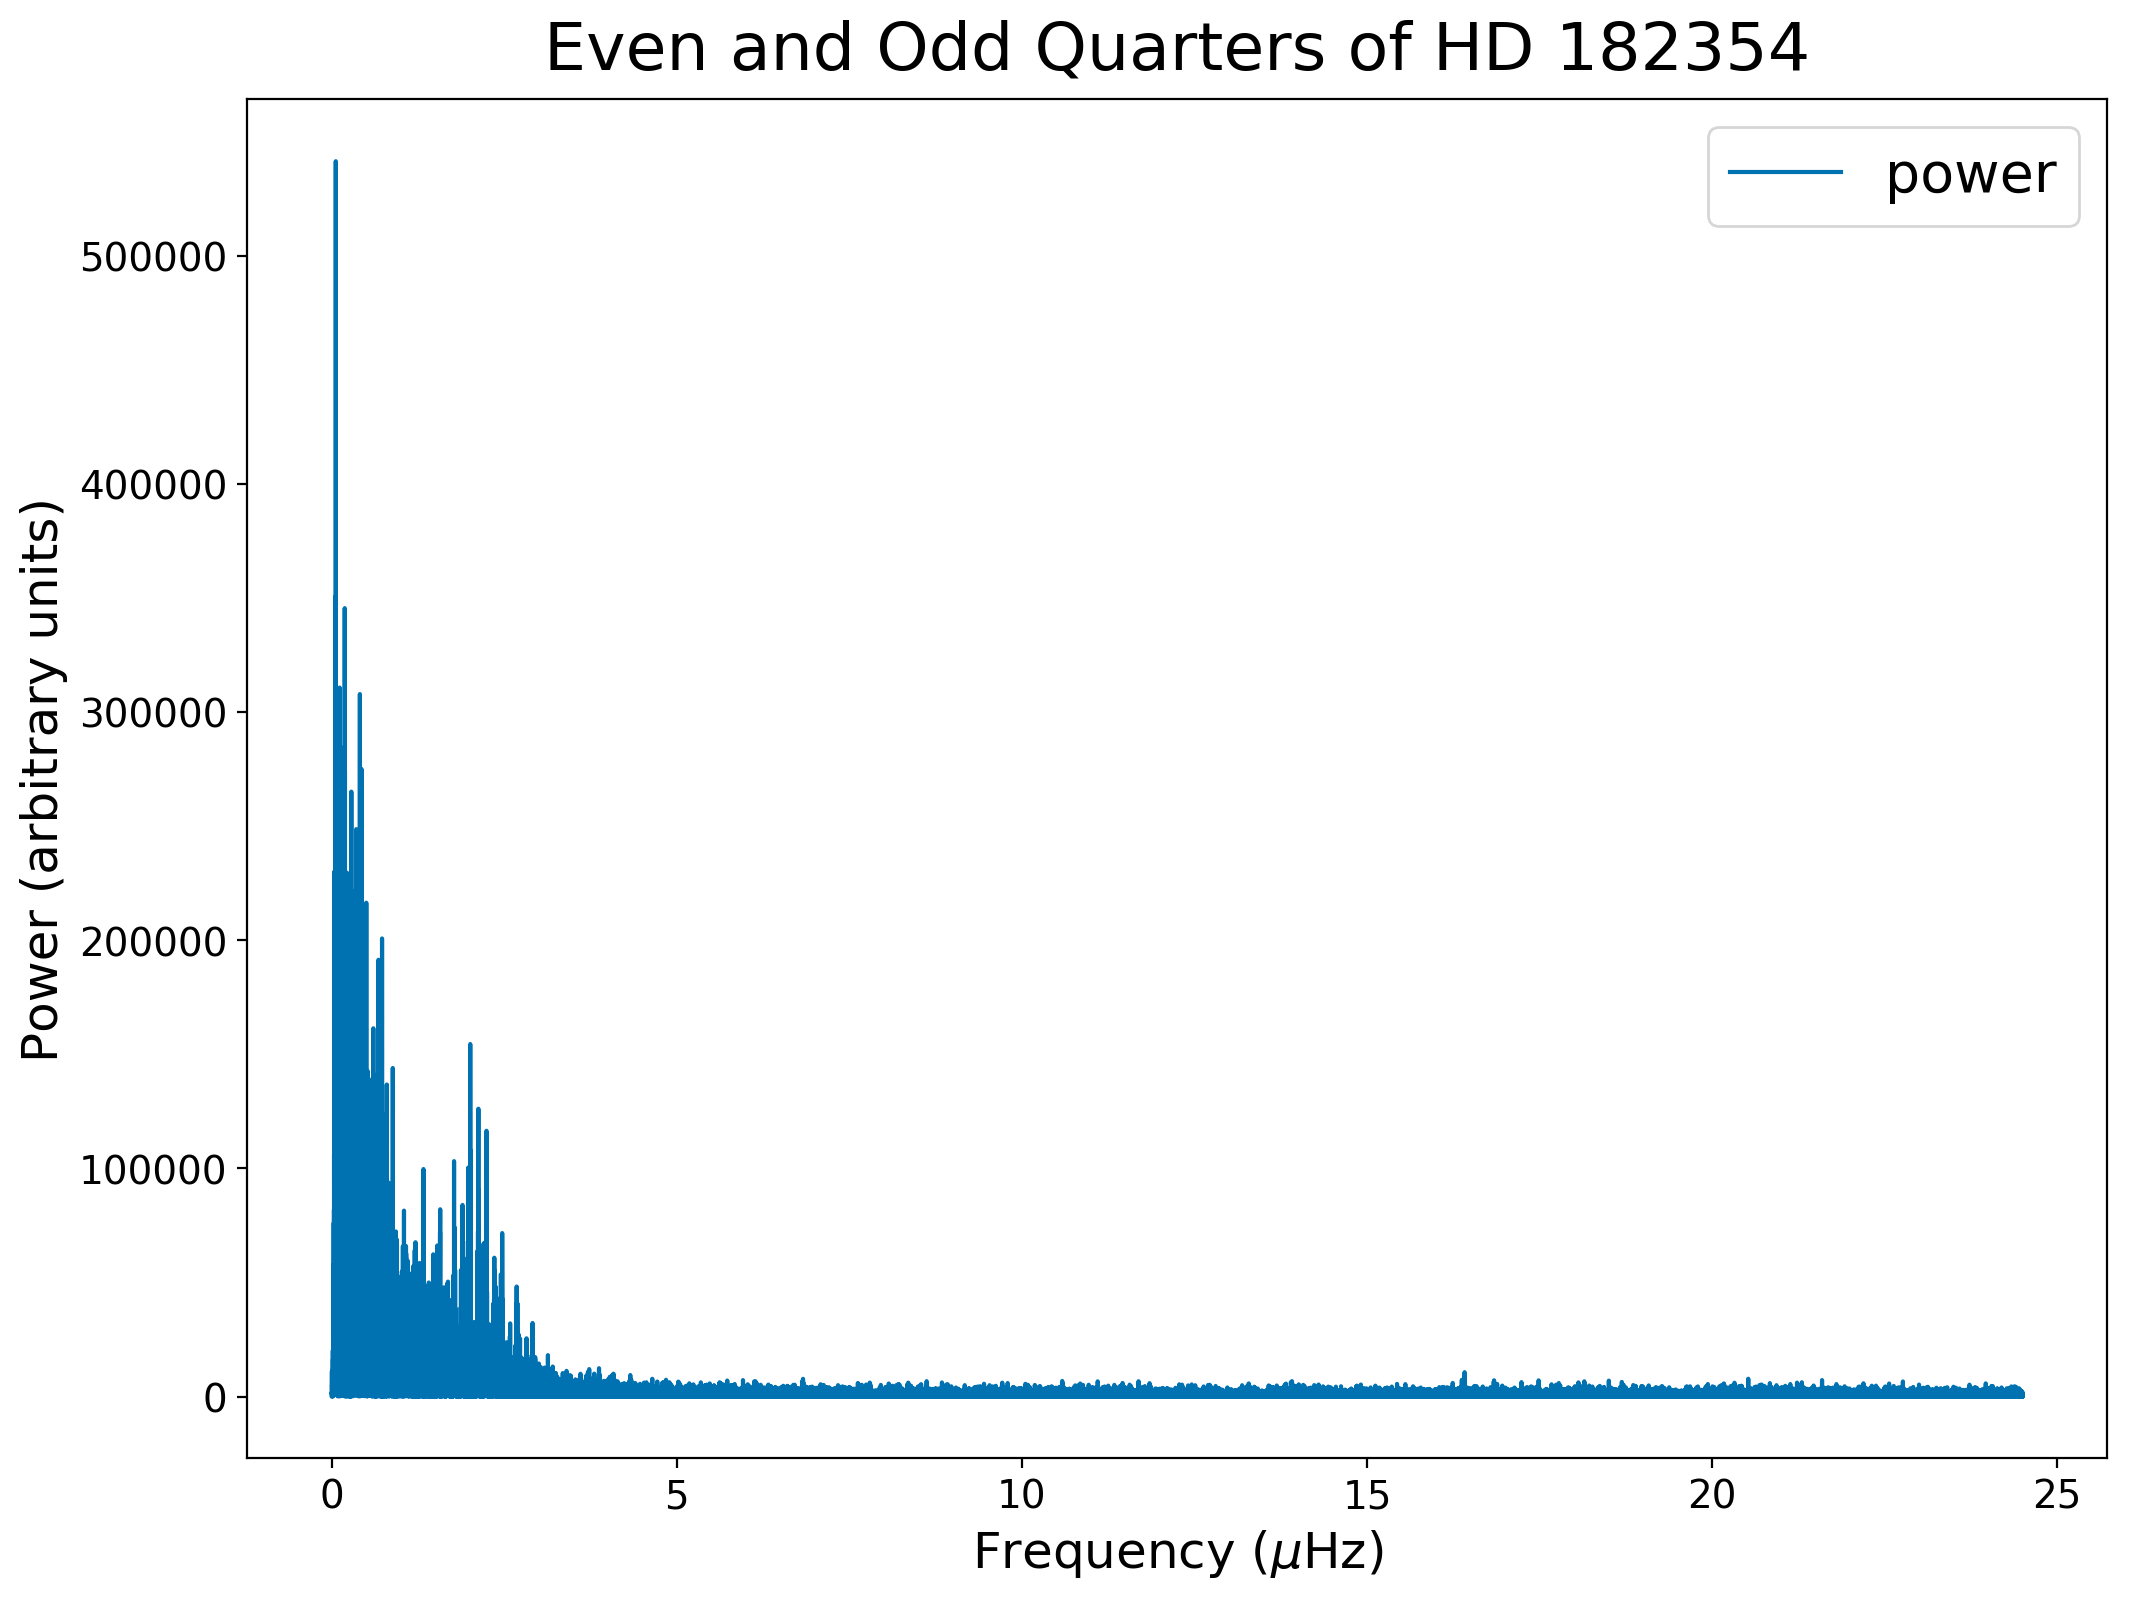 Even and Odd Quarters of HD 182354
power
500000
400000
300000
200000
100000
0
Power (arbitrary units)
0 5 10 15 20 25
Frequency (μHz)